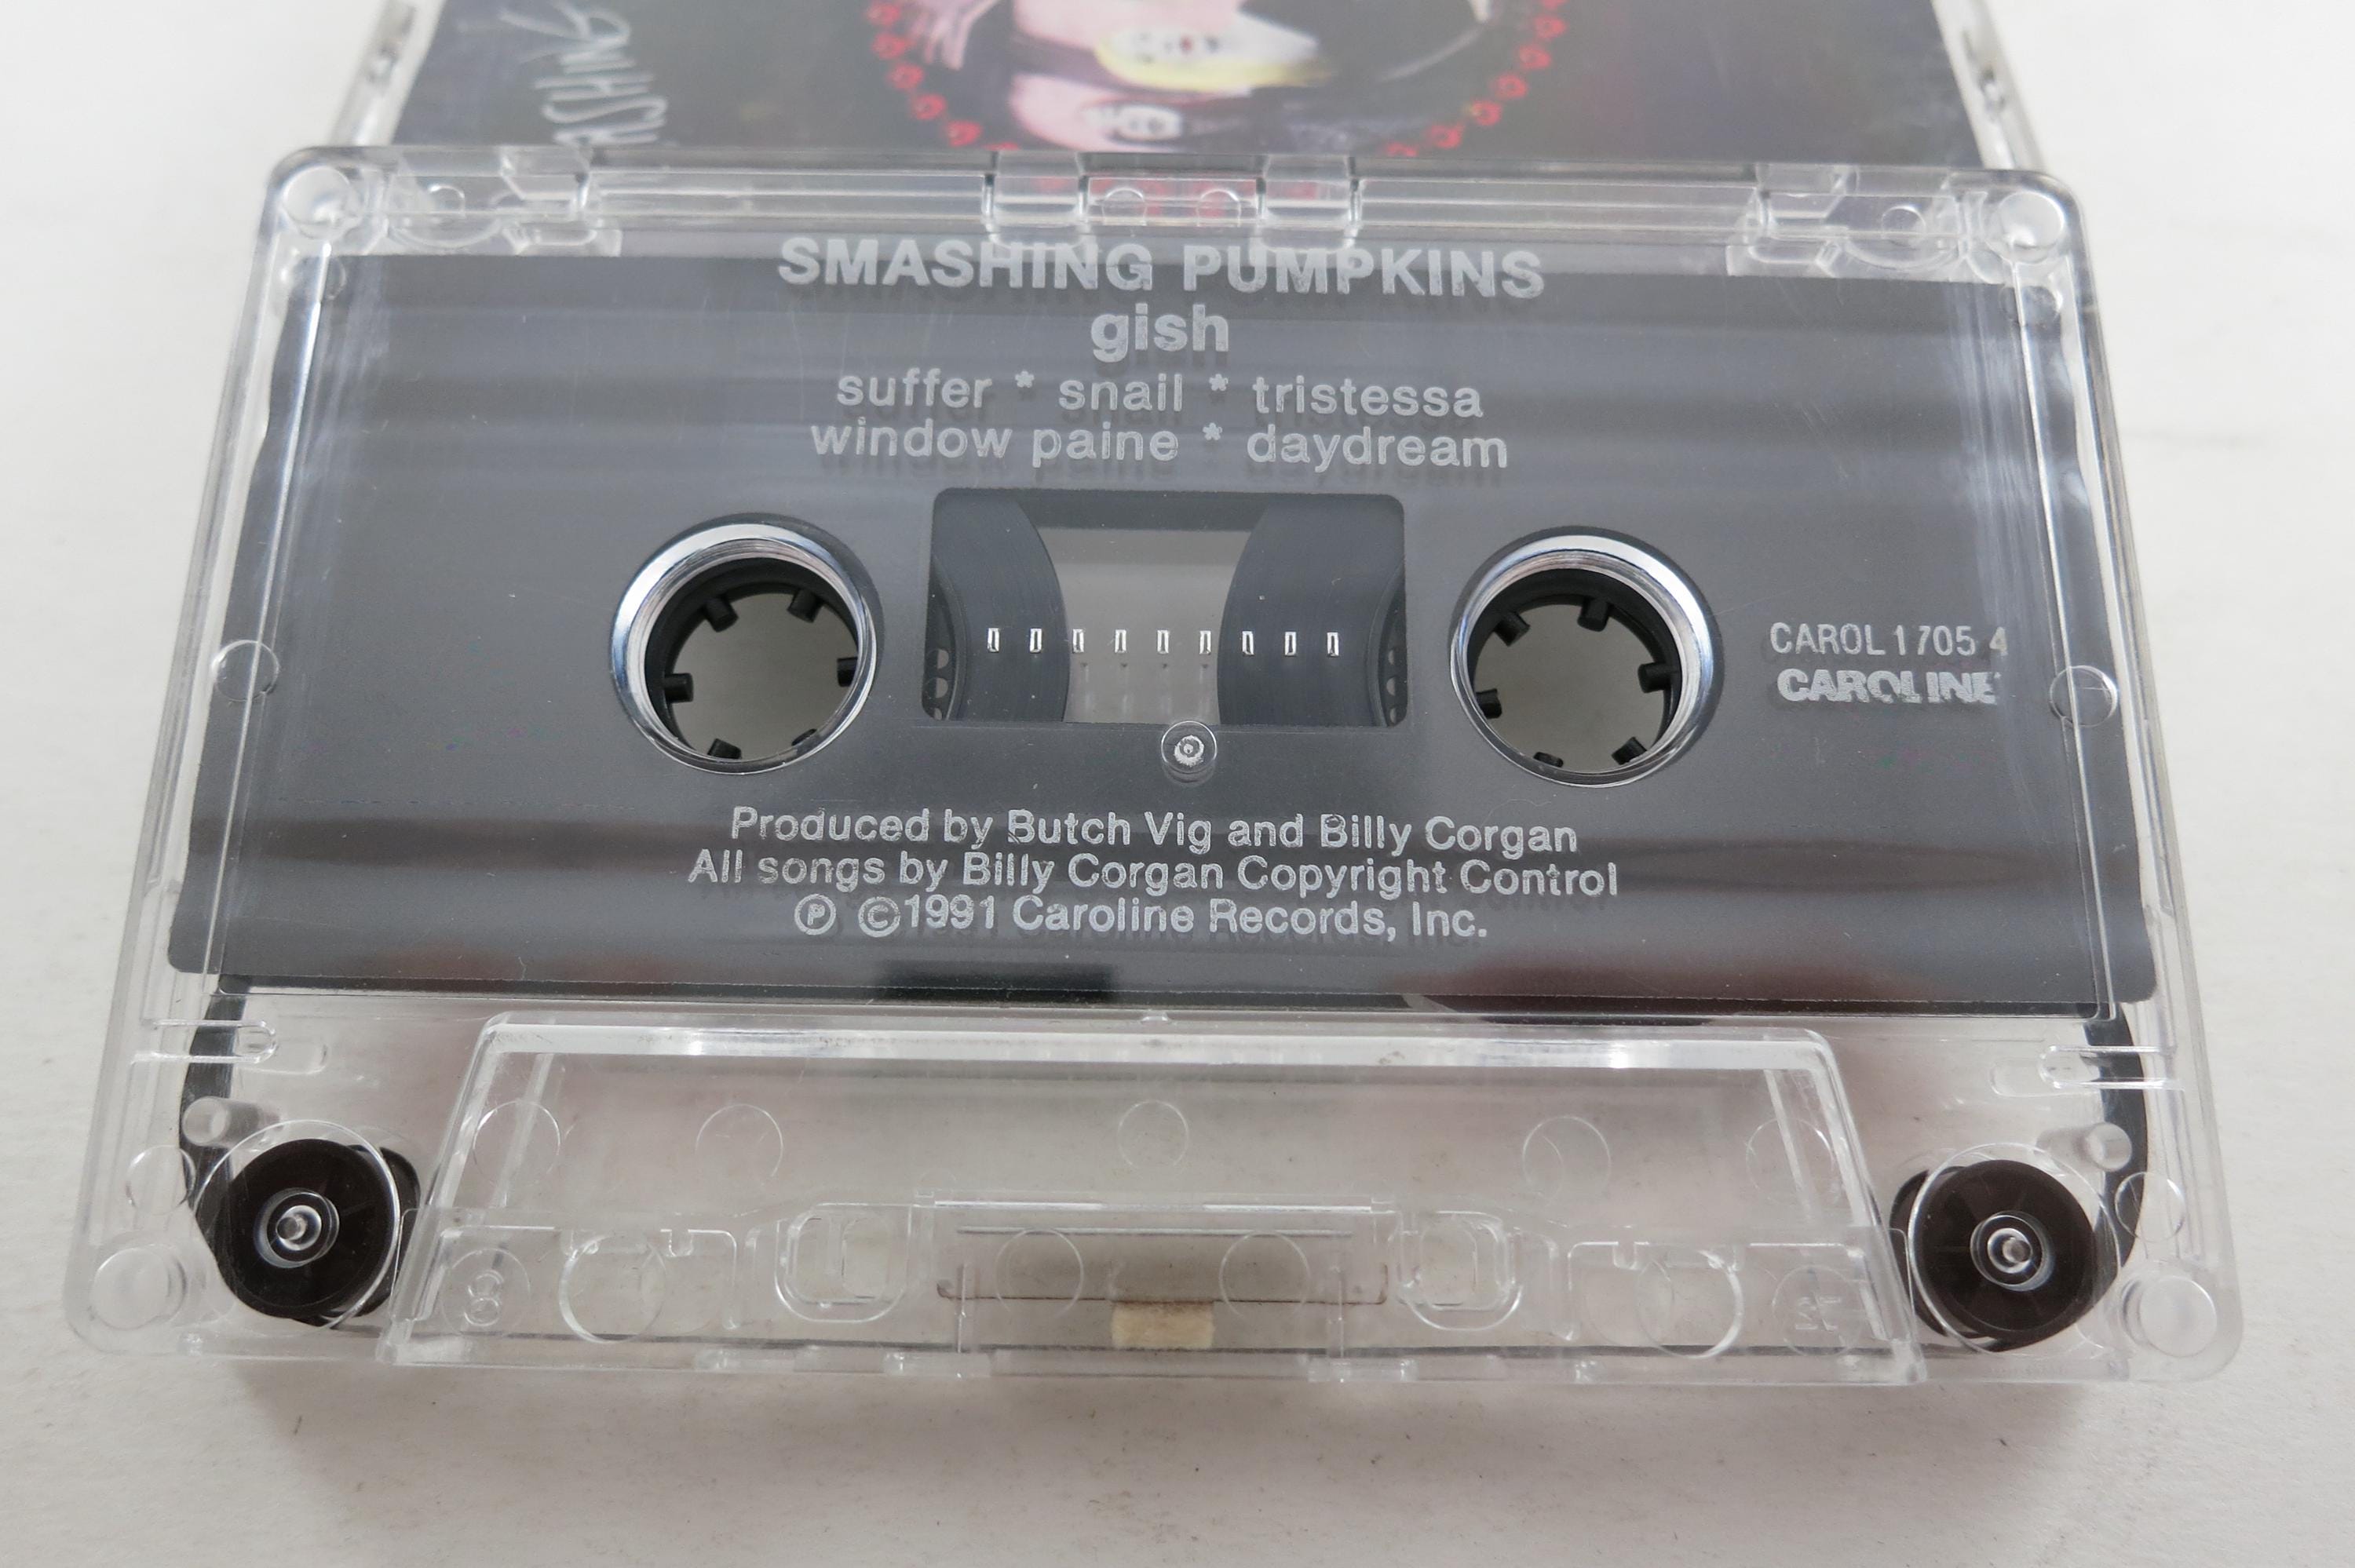 ASHING
SMASHING PUMPKINS
gish
suffer * snail * tristessa
window paine * daydream
CAROL 1705 4
CAROLINE
Produced by Butch Vig and Billy Corgan
All songs by Billy Corgan Copyright Control
Ⓟ ©1991 Caroline Records, Inc.